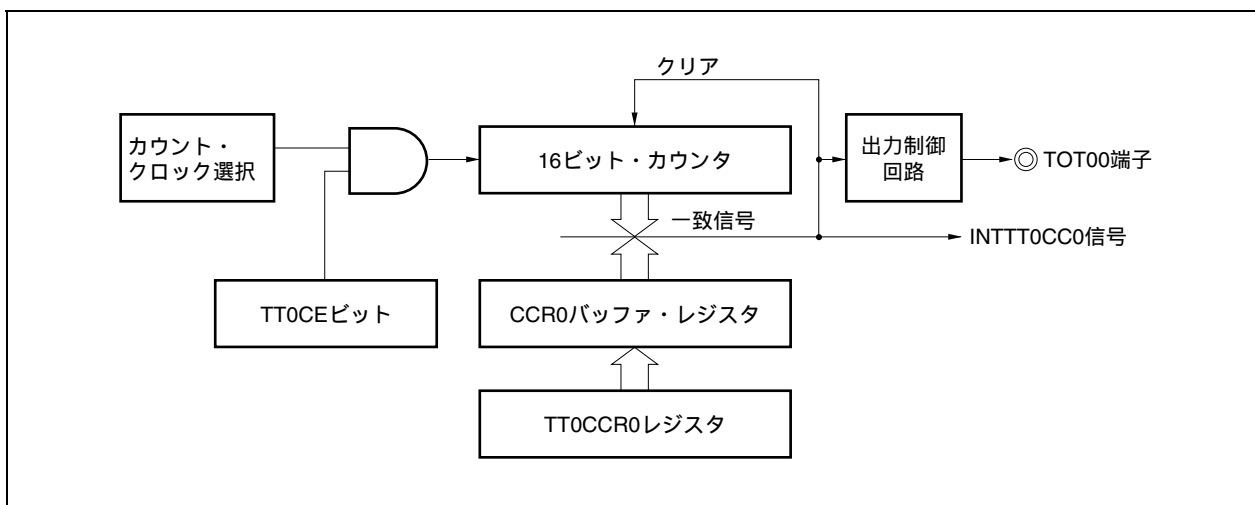 クリア
カウント・
クロック選択
16ビット・カウンタ
出力制御
回路
TOT00端子
一致信号
INTTT0CC0信号
TT0CEビット
CCR0バッファ・レジスタ
TT0CCR0レジスタ